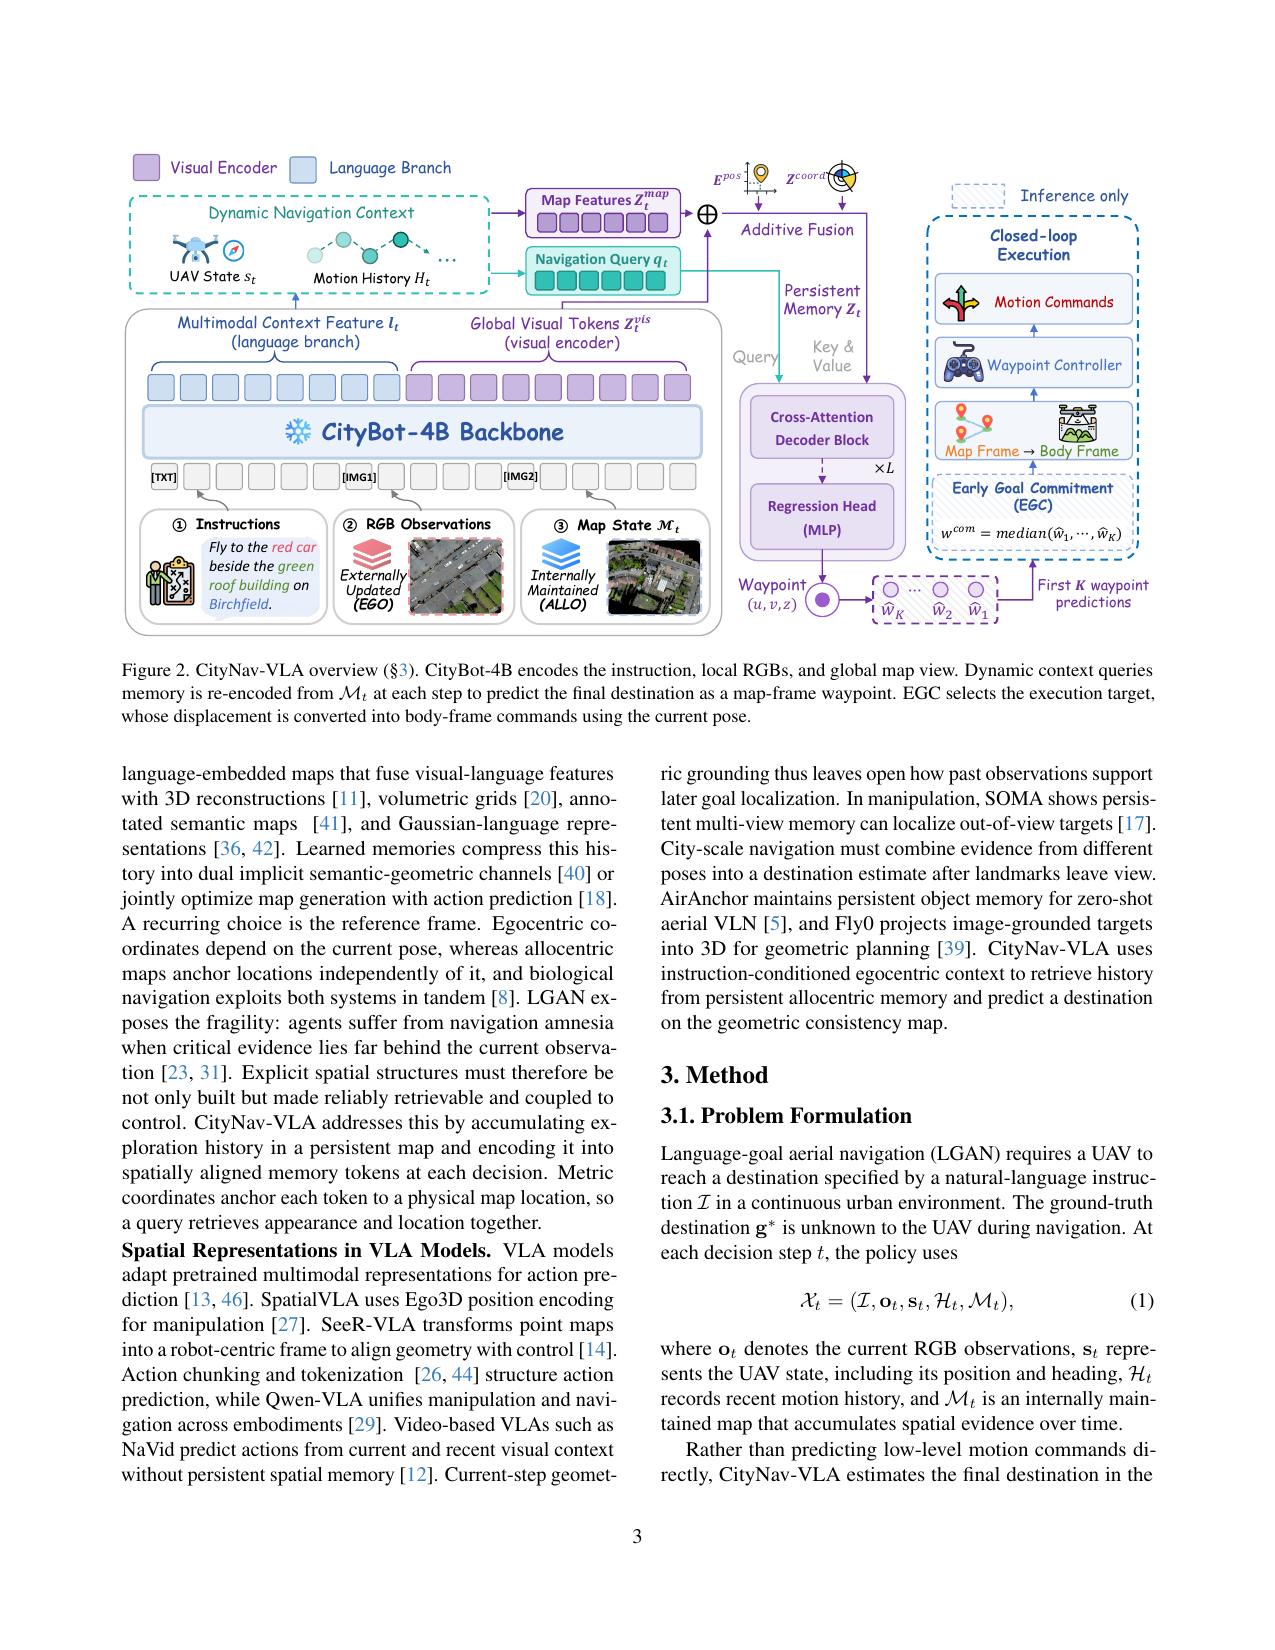 Visual Encoder
Language Branch
Dynamic Navigation Context
UAV State s_t
Motion History H_t
...
Map Features Z_t^map
Navigation Query q_t
E^pos
Z^coord
Additive Fusion
Persistent
Memory Z_t
Query
Key &
Value
Multimodal Context Feature l_t
(language branch)
Global Visual Tokens Z_t^vis
(visual encoder)
CityBot-4B Backbone
[TXT]
[IMG1]
[IMG2]
① Instructions
Fly to the red car
beside the green
roof building on
Birchfield.
② RGB Observations
Externally
Updated
(EGO)
③ Map State ℳ_t
Internally
Maintained
(ALLO)
Cross-Attention
Decoder Block
×L
Regression Head
(MLP)
Waypoint
(u, v, z)
ŵ_K ... ŵ_2 ŵ_1
First K waypoint
predictions
Inference only
Closed-loop
Execution
Motion Commands
Waypoint Controller
Map Frame → Body Frame
Early Goal Commitment
(EGC)
w^com = median(ŵ_1, ⋯, ŵ_K)
Figure 2. CityNav-VLA overview (§3). CityBot-4B encodes the instruction, local RGBs, and global map view. Dynamic context queries
memory is re-encoded from ℳ_t at each step to predict the final destination as a map-frame waypoint. EGC selects the execution target,
whose displacement is converted into body-frame commands using the current pose.
language-embedded maps that fuse visual-language features
with 3D reconstructions [11], volumetric grids [20], anno-
tated semantic maps [41], and Gaussian-language repre-
sentations [36, 42]. Learned memories compress this his-
tory into dual implicit semantic-geometric channels [40] or
jointly optimize map generation with action prediction [18].
A recurring choice is the reference frame. Egocentric co-
ordinates depend on the current pose, whereas allocentric
maps anchor locations independently of it, and biological
navigation exploits both systems in tandem [8]. LGAN ex-
poses the fragility: agents suffer from navigation amnesia
when critical evidence lies far behind the current observa-
tion [23, 31]. Explicit spatial structures must therefore be
not only built but made reliably retrievable and coupled to
control. CityNav-VLA addresses this by accumulating ex-
ploration history in a persistent map and encoding it into
spatially aligned memory tokens at each decision. Metric
coordinates anchor each token to a physical map location, so
a query retrieves appearance and location together.
Spatial Representations in VLA Models. VLA models
adapt pretrained multimodal representations for action pre-
diction [13, 46]. SpatialVLA uses Ego3D position encoding
for manipulation [27]. SeeR-VLA transforms point maps
into a robot-centric frame to align geometry with control [14].
Action chunking and tokenization [26, 44] structure action
prediction, while Qwen-VLA unifies manipulation and navi-
gation across embodiments [29]. Video-based VLAs such as
NaVid predict actions from current and recent visual context
without persistent spatial memory [12]. Current-step geomet-
ric grounding thus leaves open how past observations support
later goal localization. In manipulation, SOMA shows persis-
tent multi-view memory can localize out-of-view targets [17].
City-scale navigation must combine evidence from different
poses into a destination estimate after landmarks leave view.
AirAnchor maintains persistent object memory for zero-shot
aerial VLN [5], and Fly0 projects image-grounded targets
into 3D for geometric planning [39]. CityNav-VLA uses
instruction-conditioned egocentric context to retrieve history
from persistent allocentric memory and predict a destination
on the geometric consistency map.
3. Method
3.1. Problem Formulation
Language-goal aerial navigation (LGAN) requires a UAV to
reach a destination specified by a natural-language instruc-
tion ℐ in a continuous urban environment. The ground-truth
destination g* is unknown to the UAV during navigation. At
each decision step t, the policy uses
𝒳_t = (ℐ, o_t, s_t, ℋ_t, ℳ_t), (1)
where o_t denotes the current RGB observations, s_t repre-
sents the UAV state, including its position and heading, ℋ_t
records recent motion history, and ℳ_t is an internally main-
tained map that accumulates spatial evidence over time.
Rather than predicting low-level motion commands di-
rectly, CityNav-VLA estimates the final destination in the
3